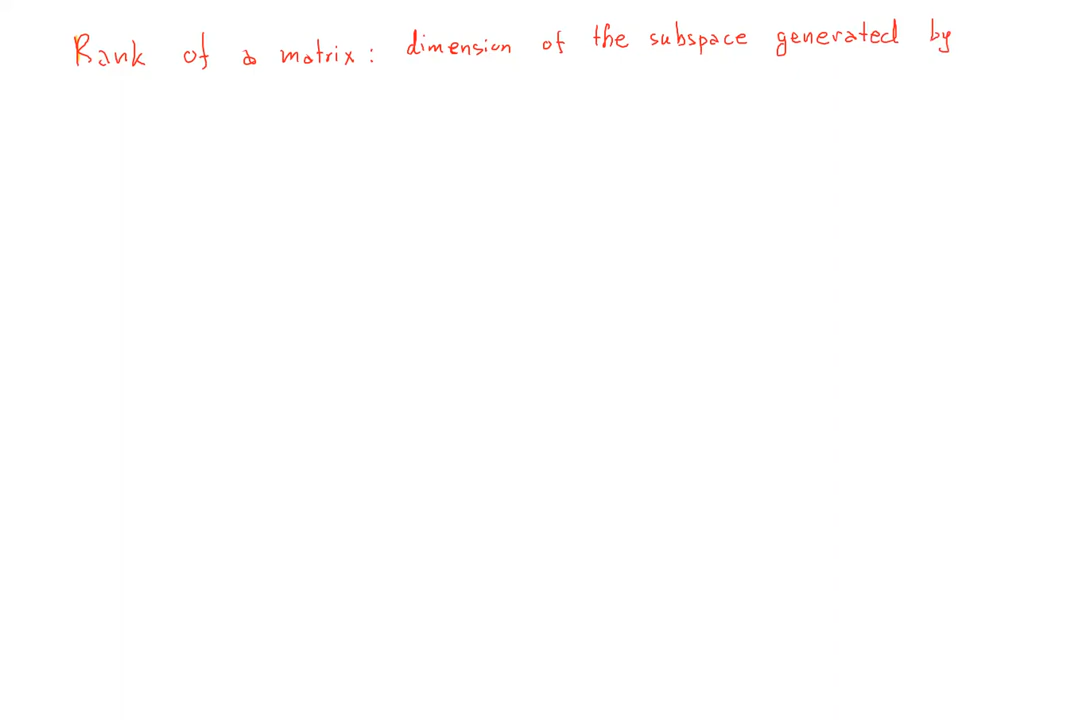 Rank of a matrix: dimension of the subspace generated by